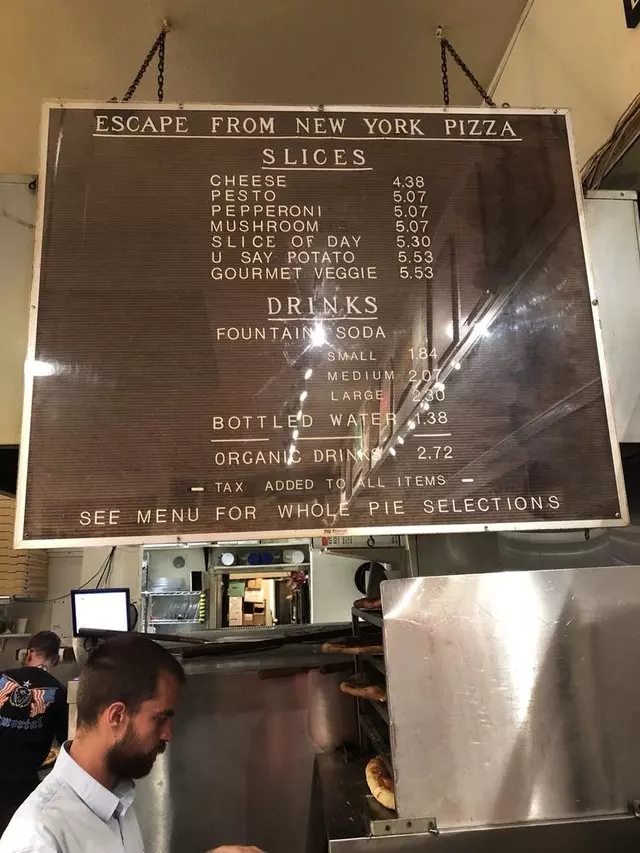 ESCAPE FROM NEW YORK PIZZA
SLICES
CHEESE 4.38
PESTO 5.07
PEPPERONI 5.07
MUSHROOM 5.07
SLICE OF DAY 5.30
U SAY POTATO 5.53
GOURMET VEGGIE 5.53
DRINKS
FOUNTAIN SODA
SMALL 1.84
MEDIUM 2.07
LARGE 2.30
BOTTLED WATER 1.38
ORGANIC DRINKS 2.72
TAX ADDED TO ALL ITEMS
SEE MENU FOR WHOLE PIE SELECTIONS